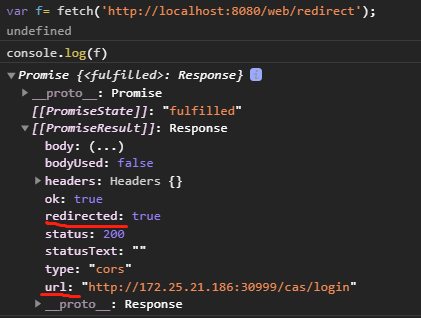 var f= fetch('http://localhost:8080/web/redirect');
undefined
console.log(f)
▼Promise {<fulfilled>: Response} i
▶__proto__: Promise
[[PromiseState]]: "fulfilled"
▼[[PromiseResult]]: Response
body: (...)
bodyUsed: false
▶headers: Headers {}
ok: true
redirected: true
status: 200
statusText: ""
type: "cors"
url: "http://172.25.21.186:30999/cas/login"
▶__proto__: Response